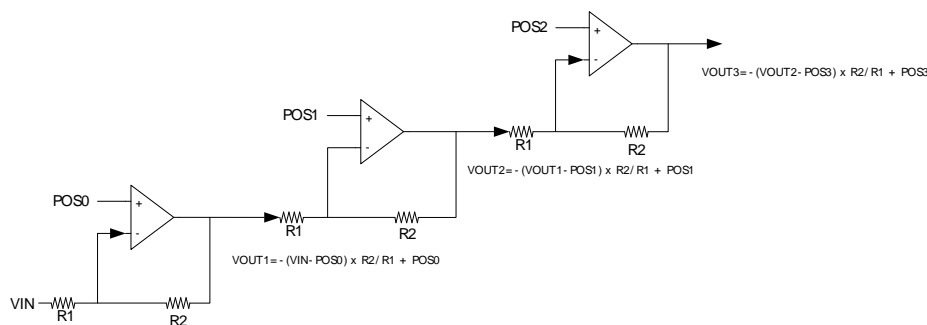 POS2
+
-
VOUT3= - (VOUT2- POS3) x R2/ R1 + POS3
R1
R2
POS1
+
-
VOUT2= - (VOUT1- POS1) x R2/ R1 + POS1
R1
R2
POS0
+
-
VOUT1= - (VIN- POS0) x R2/ R1 + POS0
VIN
R1
R2